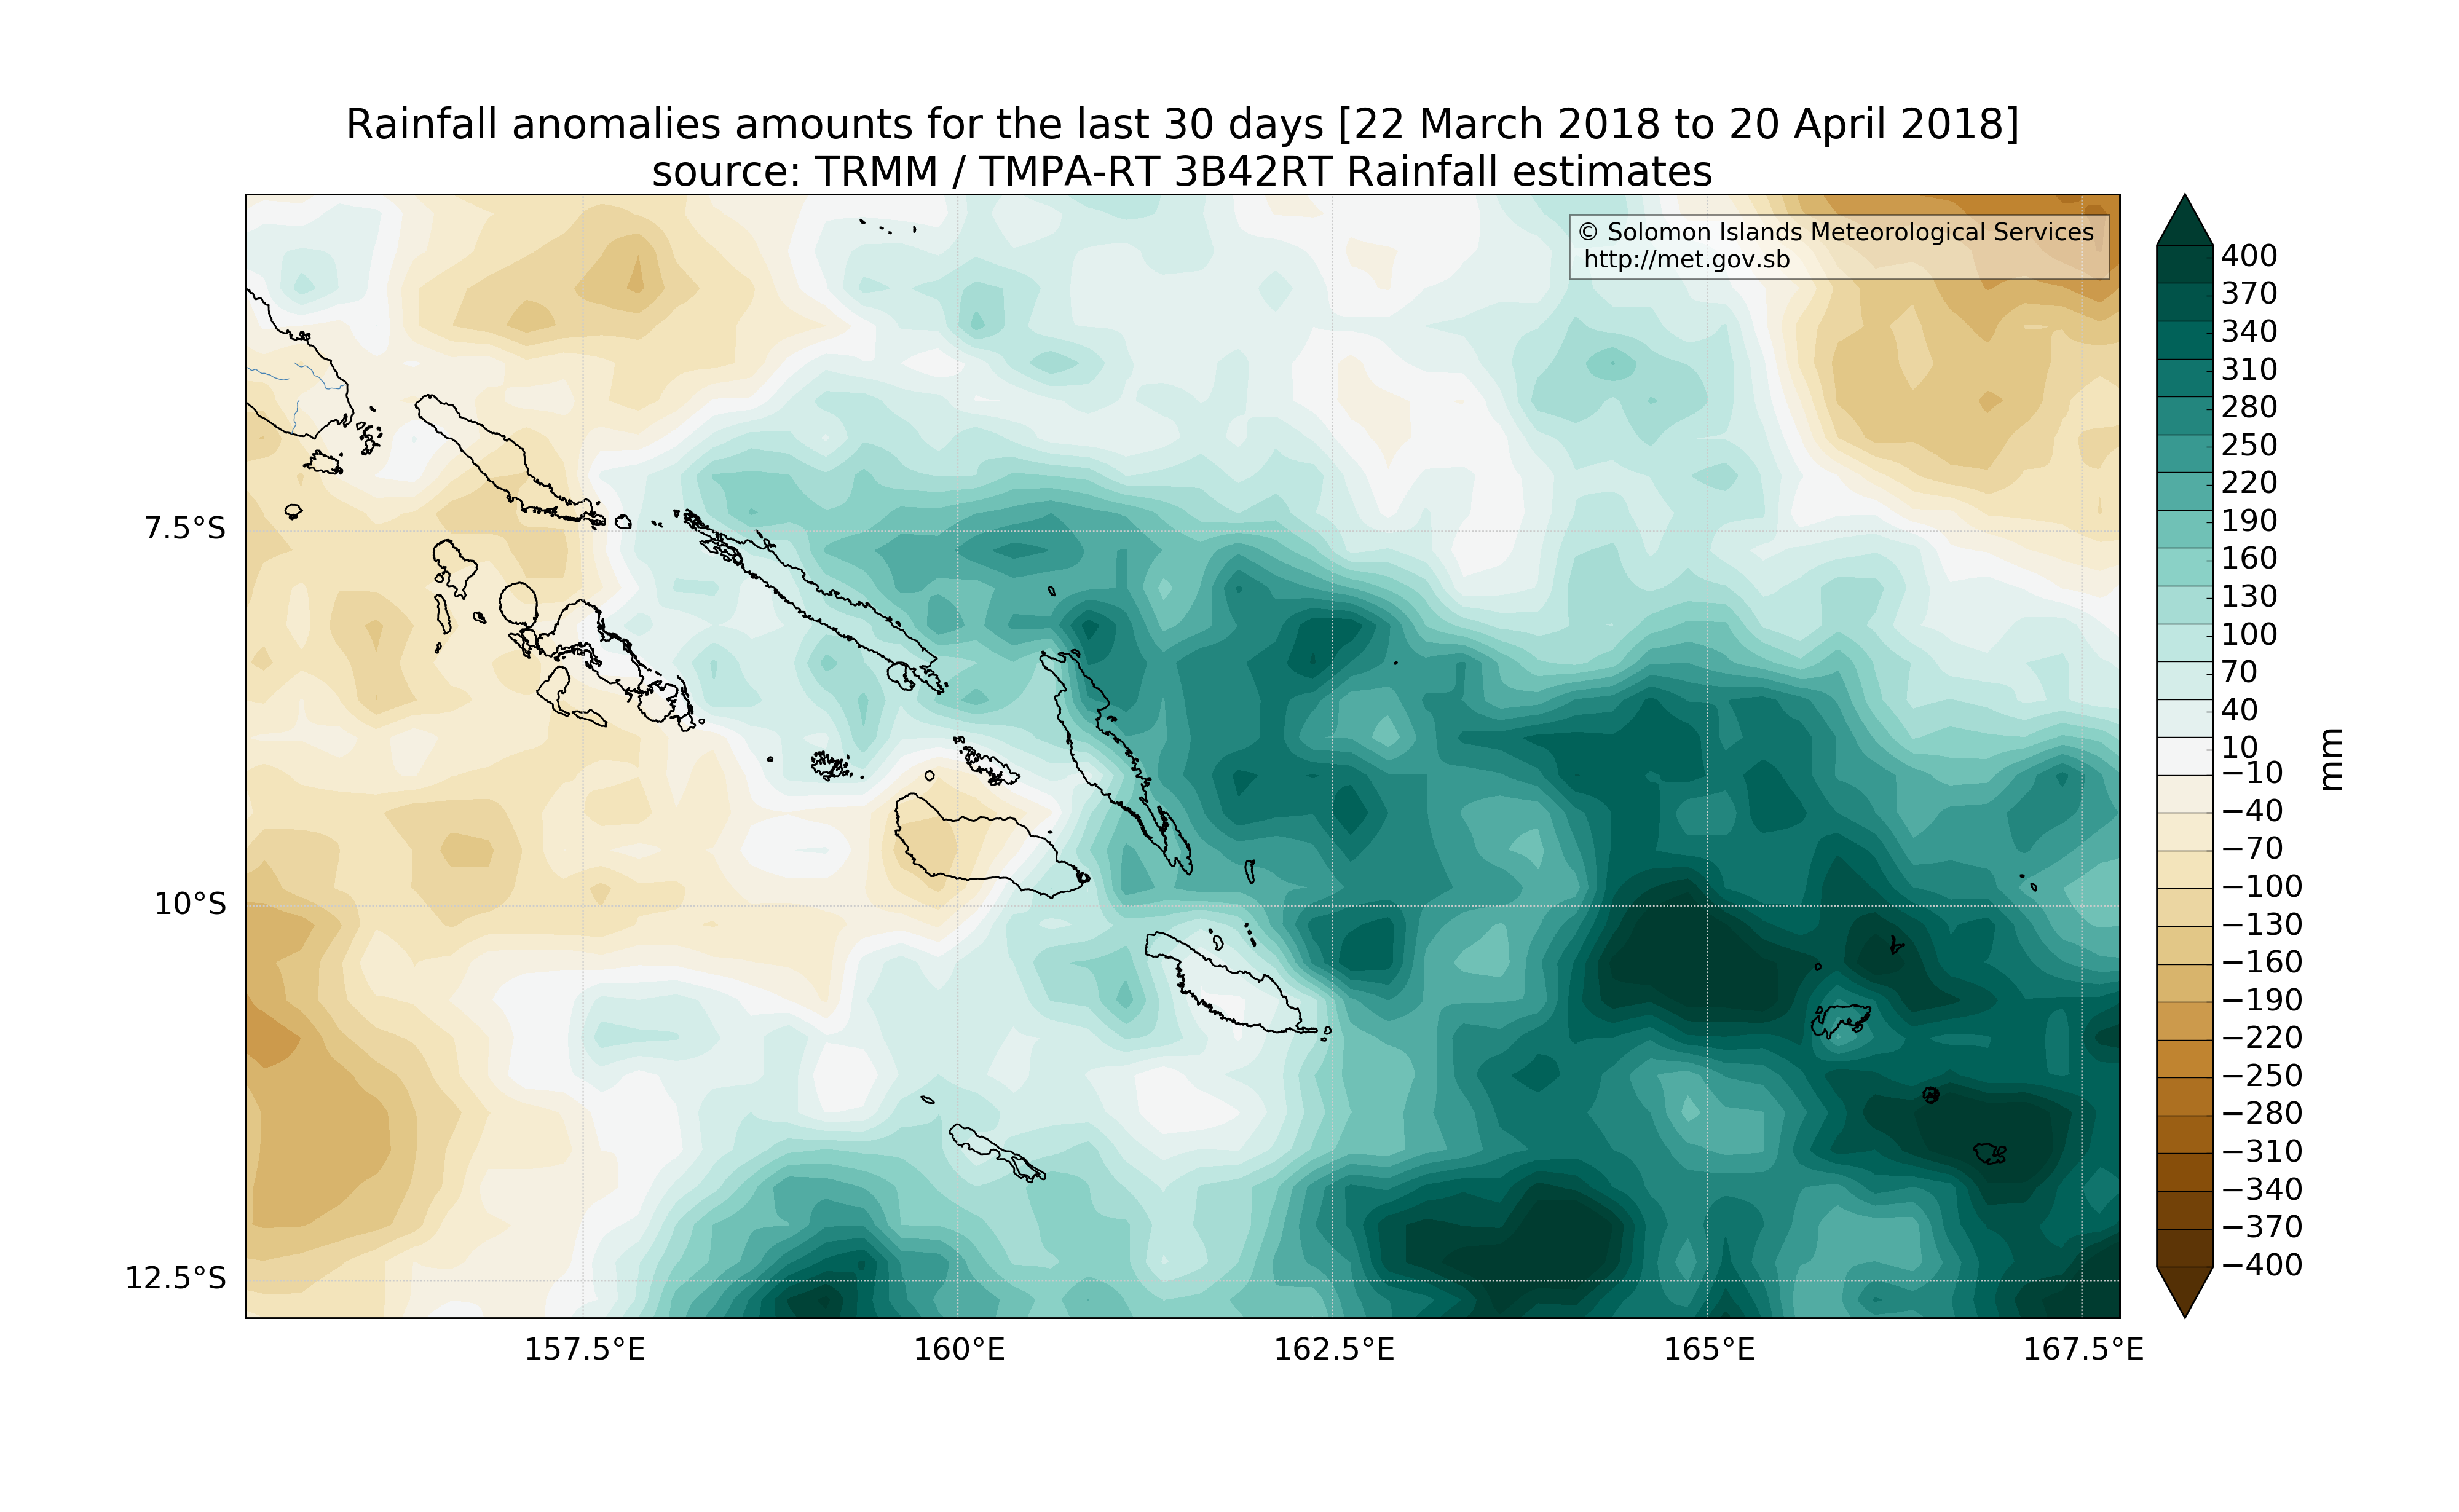 Rainfall anomalies amounts for the last 30 days [22 March 2018 to 20 April 2018]
source: TRMM / TMPA-RT 3B42RT Rainfall estimates
© Solomon Islands Meteorological Services
http://met.gov.sb
7.5°S
10°S
12.5°S
157.5°E
160°E
162.5°E
165°E
167.5°E
400
370
340
310
280
250
220
190
160
130
100
70
40
10
−10
−40
−70
−100
−130
−160
−190
−220
−250
−280
−310
−340
−370
−400
mm